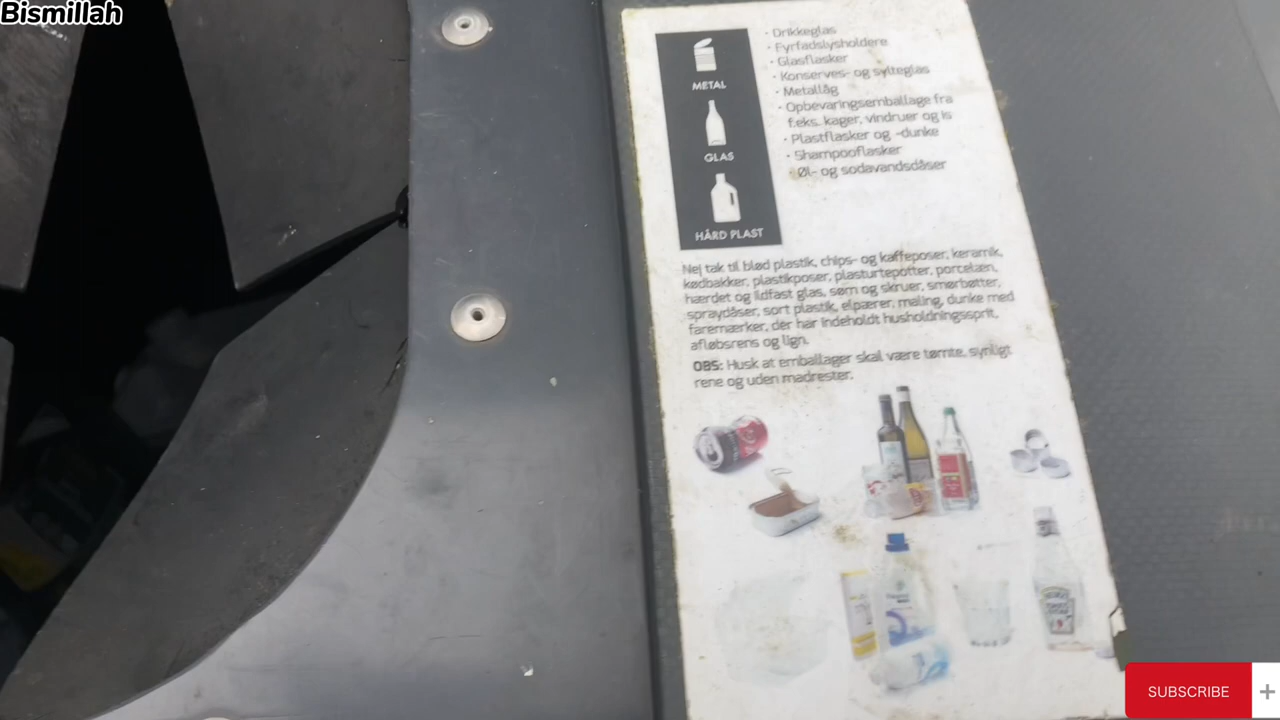 Bismillah
METAL
GLAS
HÅRD PLAST
· Drikkeglas
· Fyrfadslysholdere
· Glasflasker
· Konserves- og sylteglas
· Metallåg
· Opbevaringsemballage fra
f.eks. kager, vindruer og is
· Plastflasker og -dunke
· Shampooflasker
· Øl- og sodavandsdåser
Nej tak til blød plastik, chips- og kaffeposer, keramik,
kødbakker, plastikposer, plasturtepotter, porcelæn,
hærdet og ildfast glas, søm og skruer, smørbøtter,
spraydåser, sort plastik, elpærer, maling, dunke med
faremærker, der har indeholdt husholdningssprit,
afløbsrens og lign.
OBS: Husk at emballager skal være tømte, synligt
rene og uden madrester.
HEINZ
SUBSCRIBE